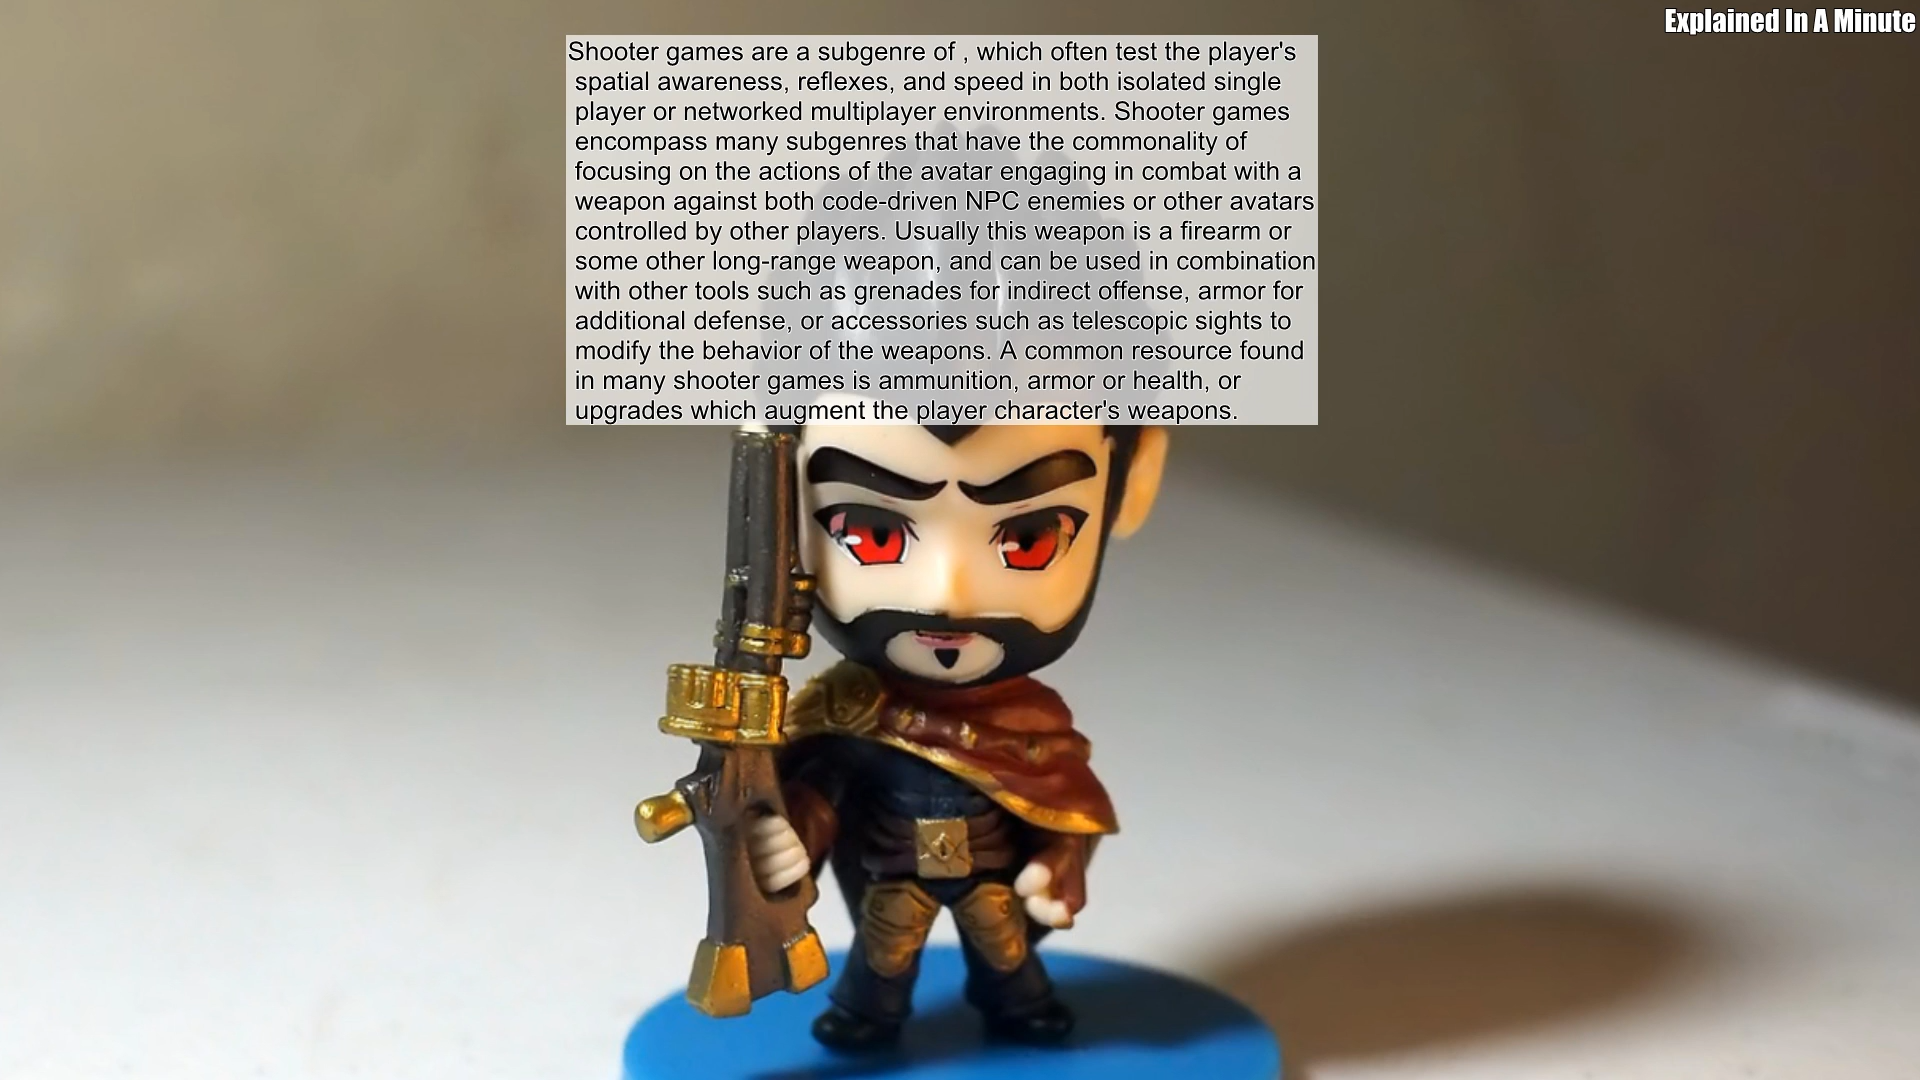 Explained In A Minute
Shooter games are a subgenre of , which often test the player's
spatial awareness, reflexes, and speed in both isolated single
player or networked multiplayer environments. Shooter games
encompass many subgenres that have the commonality of
focusing on the actions of the avatar engaging in combat with a
weapon against both code-driven NPC enemies or other avatars
controlled by other players. Usually this weapon is a firearm or
some other long-range weapon, and can be used in combination
with other tools such as grenades for indirect offense, armor for
additional defense, or accessories such as telescopic sights to
modify the behavior of the weapons. A common resource found
in many shooter games is ammunition, armor or health, or
upgrades which augment the player character's weapons.